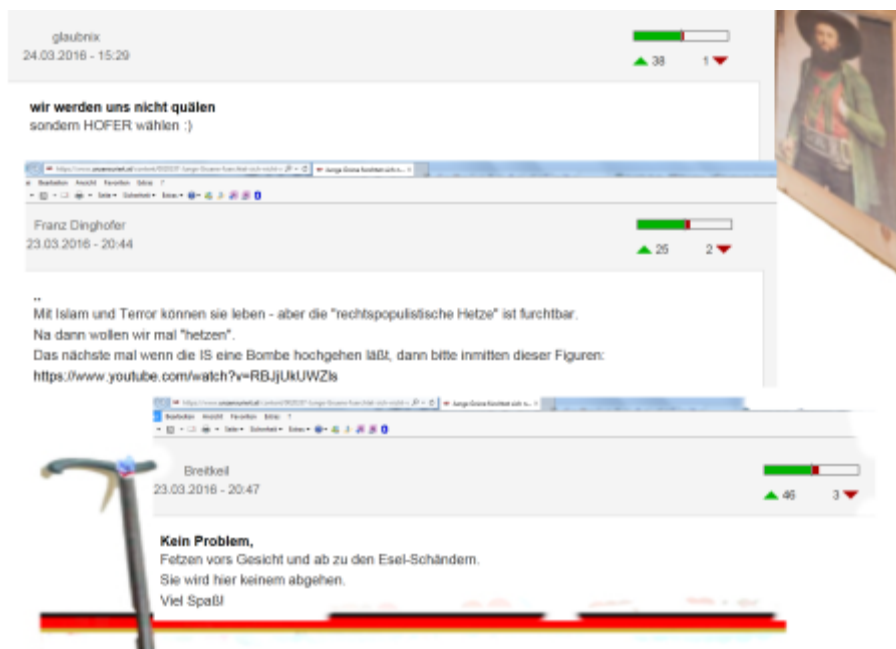 glaubnix
24.03.2016 - 15:29
38 1
wir werden uns nicht quälen
sondern HOFER wählen :)
Franz Dinghofer
23.03.2016 - 20:44
25 2
..
Mit Islam und Terror können sie leben - aber die "rechtspopulistische Hetze" ist furchtbar.
Na dann wollen wir mal "hetzen".
Das nächste mal wenn die IS eine Bombe hochgehen läßt, dann bitte inmitten dieser Figuren:
https://www.youtube.com/watch?v=RBJjUkUWZls
Breitkeil
23.03.2016 - 20:47
46 3
Kein Problem,
Fetzen vors Gesicht und ab zu den Esel-Schändern.
Sie wird hier keinem abgehen.
Viel Spaß!